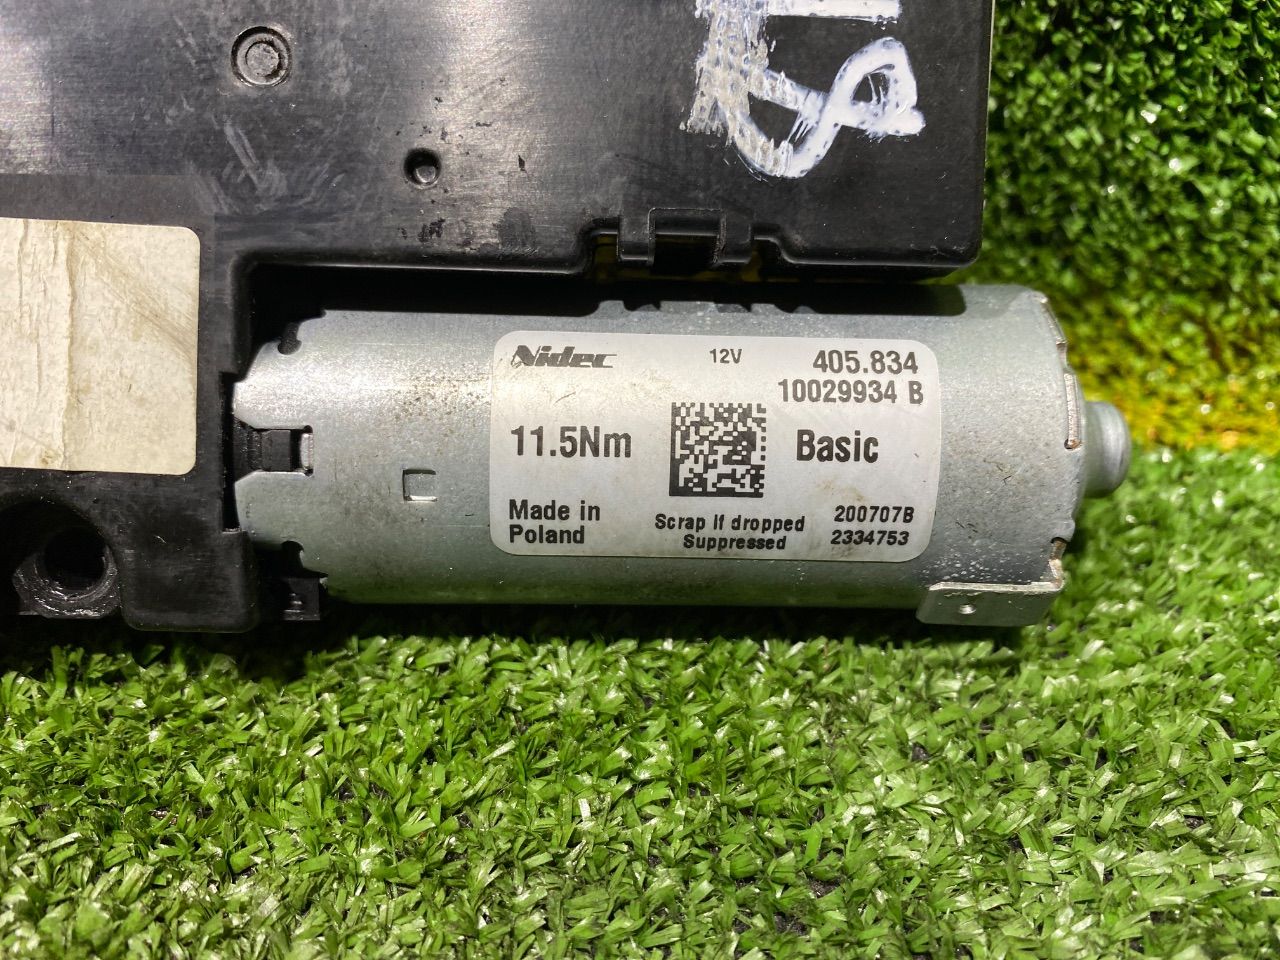 Nidec 12V 405.834
10029934 B
11.5Nm Basic
Made in
Poland
Scrap If dropped
Suppressed
200707B
2334753